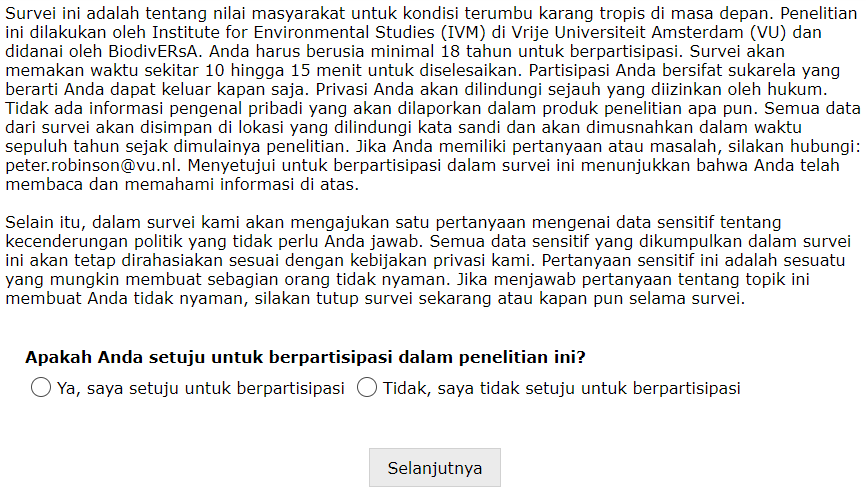 Survei ini adalah tentang nilai masyarakat untuk kondisi terumbu karang tropis di masa depan. Penelitian
ini dilakukan oleh Institute for Environmental Studies (IVM) di Vrije Universiteit Amsterdam (VU) dan
didanai oleh BiodivERsA. Anda harus berusia minimal 18 tahun untuk berpartisipasi. Survei akan
memakan waktu sekitar 10 hingga 15 menit untuk diselesaikan. Partisipasi Anda bersifat sukarela yang
berarti Anda dapat keluar kapan saja. Privasi Anda akan dilindungi sejauh yang diizinkan oleh hukum.
Tidak ada informasi pengenal pribadi yang akan dilaporkan dalam produk penelitian apa pun. Semua data
dari survei akan disimpan di lokasi yang dilindungi kata sandi dan akan dimusnahkan dalam waktu
sepuluh tahun sejak dimulainya penelitian. Jika Anda memiliki pertanyaan atau masalah, silakan hubungi:
peter.robinson@vu.nl. Menyetujui untuk berpartisipasi dalam survei ini menunjukkan bahwa Anda telah
membaca dan memahami informasi di atas.
Selain itu, dalam survei kami akan mengajukan satu pertanyaan mengenai data sensitif tentang
kecenderungan politik yang tidak perlu Anda jawab. Semua data sensitif yang dikumpulkan dalam survei
ini akan tetap dirahasiakan sesuai dengan kebijakan privasi kami. Pertanyaan sensitif ini adalah sesuatu
yang mungkin membuat sebagian orang tidak nyaman. Jika menjawab pertanyaan tentang topik ini
membuat Anda tidak nyaman, silakan tutup survei sekarang atau kapan pun selama survei.
Apakah Anda setuju untuk berpartisipasi dalam penelitian ini?
Ya, saya setuju untuk berpartisipasi Tidak, saya tidak setuju untuk berpartisipasi
Selanjutnya